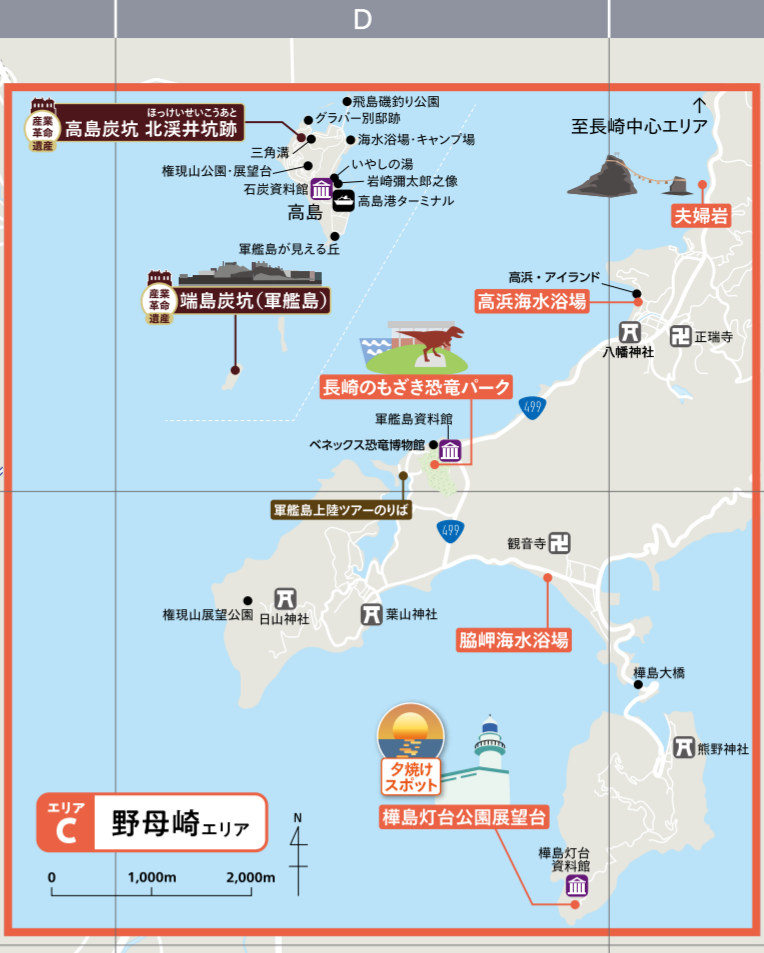 D
飛島磯釣り公園
グラバー別邸跡
産業
革命
遺産
ほっけいせいこうあと
高島炭坑 北渓井坑跡
海水浴場・キャンプ場
三角溝
至長崎中心エリア
権現山公園・展望台
いやしの湯
岩崎彌太郎之像
石炭資料館
高島港ターミナル
高島
夫婦岩
軍艦島が見える丘
産業
革命
遺産
端島炭坑(軍艦島)
高浜・アイランド
高浜海水浴場
八幡神社
正瑞寺
長崎のもざき恐竜パーク
499
軍艦島資料館
ベネックス恐竜博物館
軍艦島上陸ツアーのりば
499
観音寺
権現山展望公園
日山神社
葉山神社
脇岬海水浴場
樺島大橋
熊野神社
夕焼け
スポット
樺島灯台公園展望台
エリア
C
野母崎エリア
N
樺島灯台
資料館
0
1,000m
2,000m